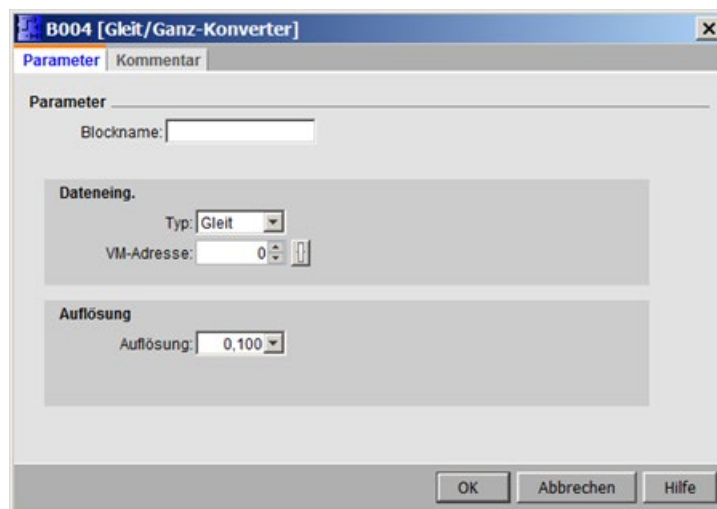 B004 [Gleit/Ganz-Konverter]
Parameter Kommentar
Parameter
Blockname:
Dateneing.
Typ: Gleit
VM-Adresse: 0
Auflösung
Auflösung: 0,100
OK Abbrechen Hilfe